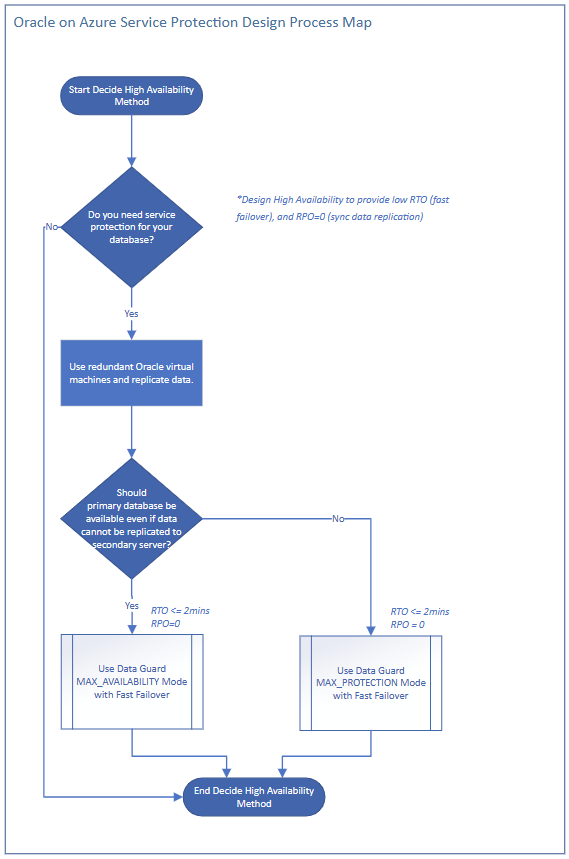 Oracle on Azure Service Protection Design Process Map
Start Decide High Availability
Method
Do you need service
protection for your
database?
No
*Design High Availability to provide low RTO (fast
failover), and RPO=0 (sync data replication)
Yes
Use redundant Oracle virtual
machines and replicate data.
Should
primary database be
available even if data
cannot be replicated to
secondary server?
No
Yes
RTO <= 2mins
RPO=0
RTO <= 2mins
RPO = 0
Use Data Guard
MAX_AVAILABILITY Mode
with Fast Failover
Use Data Guard
MAX_PROTECTION Mode
with Fast Failover
End Decide High Availability
Method